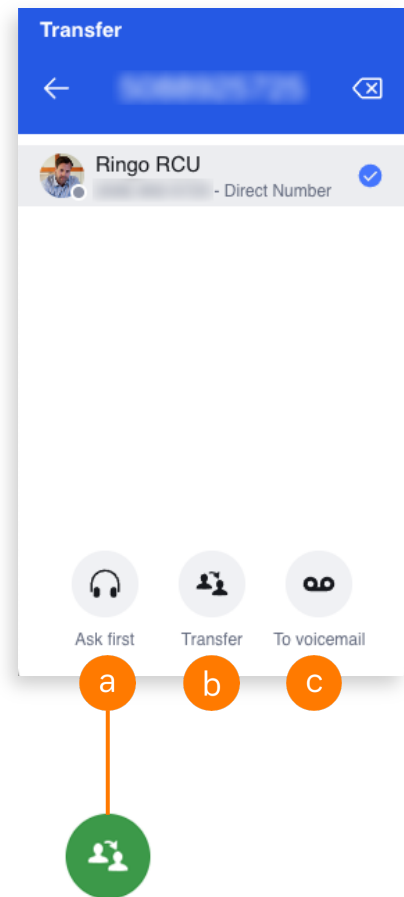 Transfer
Ringo RCU
- Direct Number
Ask first
Transfer
To voicemail
a
b
c